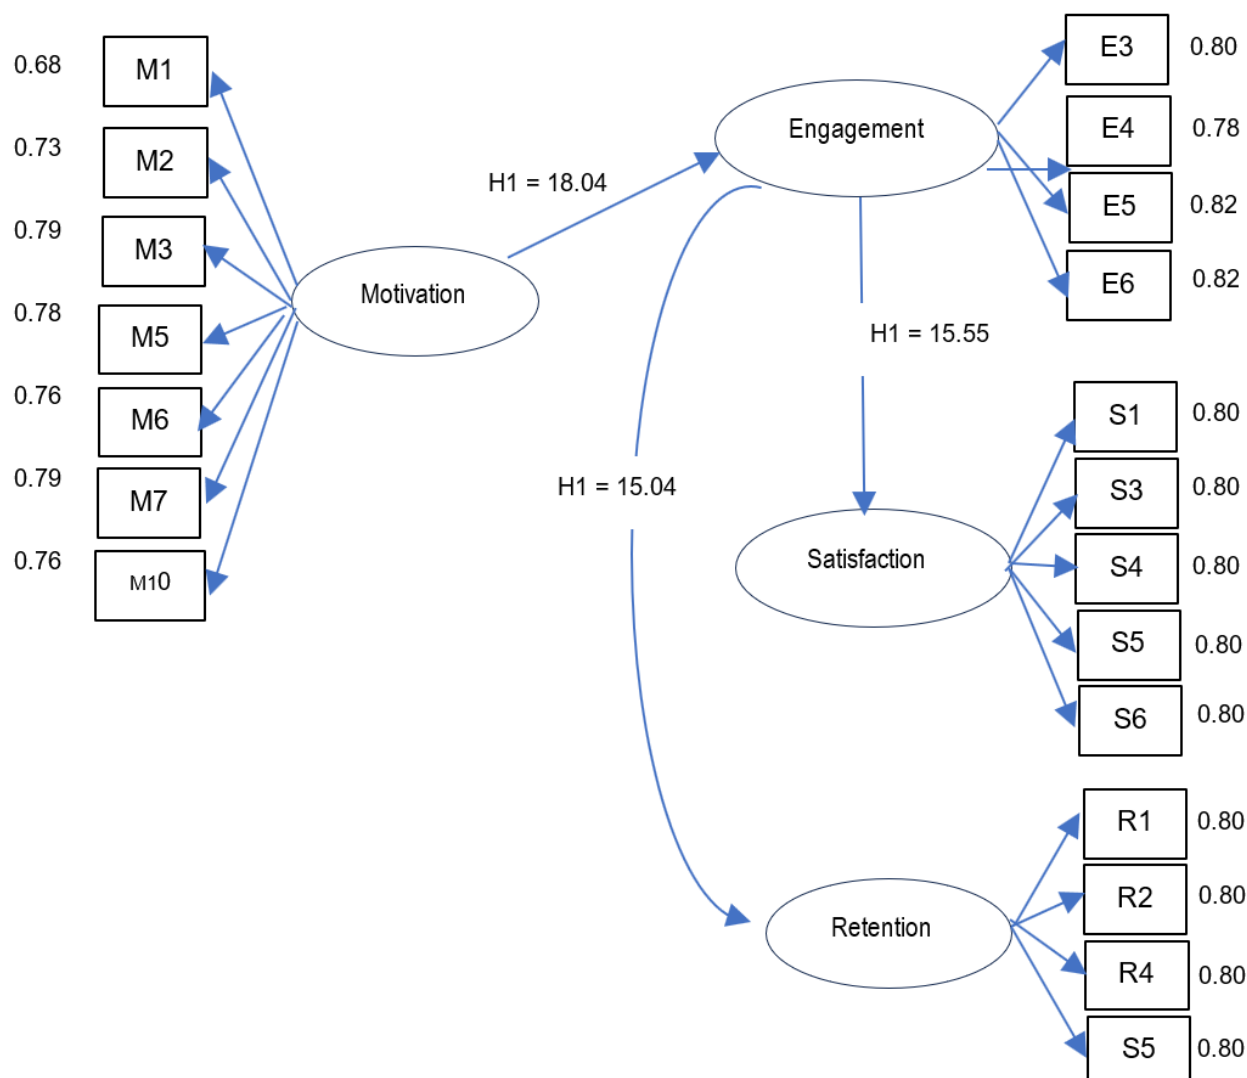 0.68
M1
0.73
M2
0.79
M3
0.78
M5
0.76
M6
0.79
M7
0.76
M10
Motivation
H1 = 18.04
Engagement
E3
0.80
E4
0.78
E5
0.82
E6
0.82
H1 = 15.55
H1 = 15.04
Satisfaction
S1
0.80
S3
0.80
S4
0.80
S5
0.80
S6
0.80
Retention
R1
0.80
R2
0.80
R4
0.80
S5
0.80